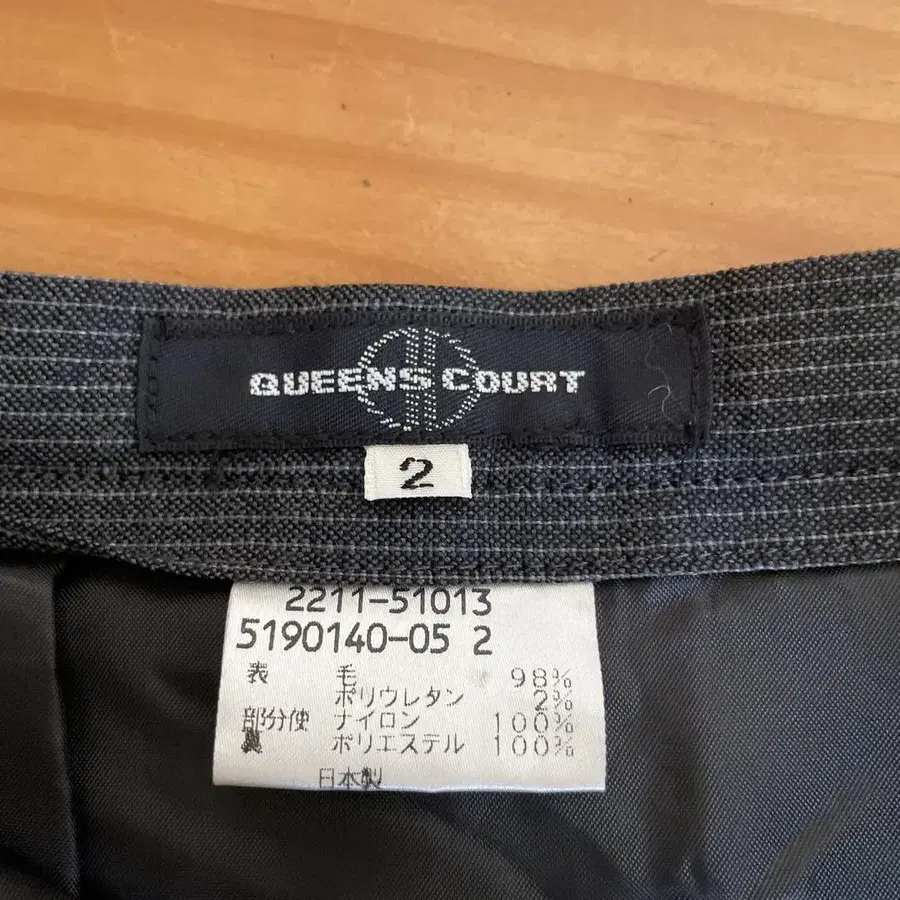 QUEENS COURT
2
2211-51013
5190140-05 2
表 毛 98%
ポリウレタン 2%
部分使 ナイロン 100%
裏 ポリエステル 100%
日本製